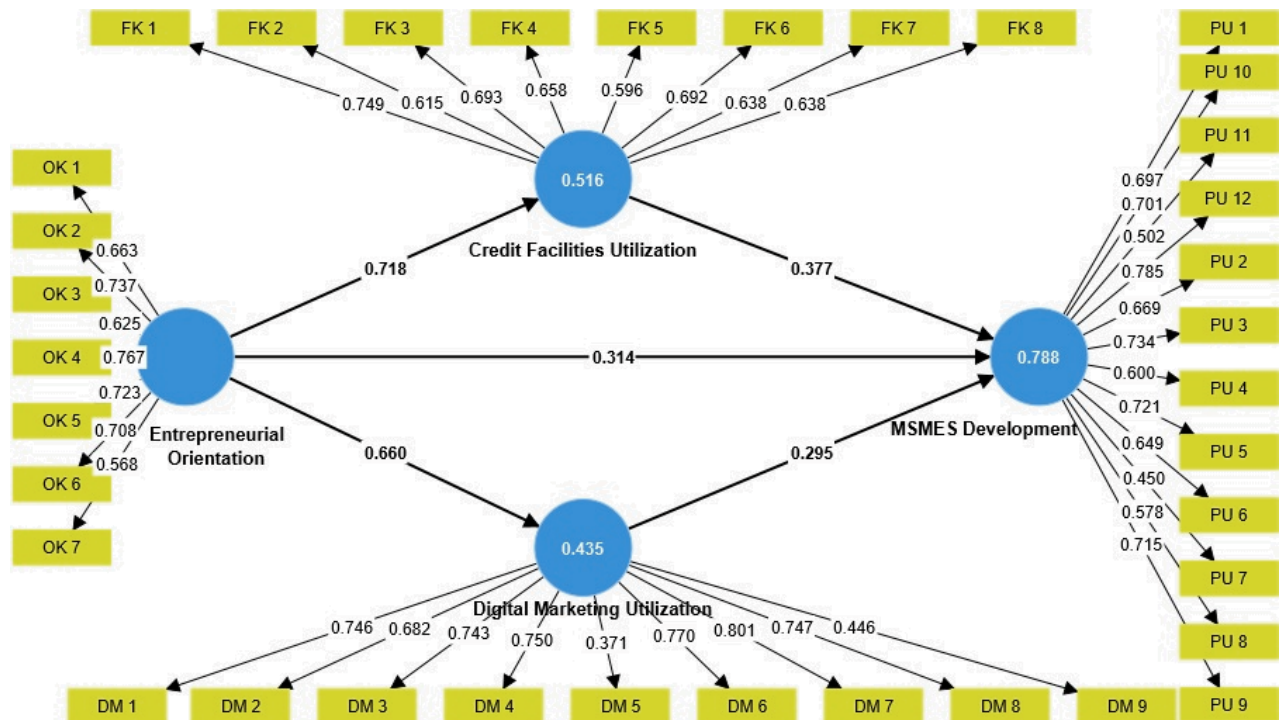 FK 1
FK 2
FK 3
FK 4
FK 5
FK 6
FK 7
FK 8
0.749
0.615
0.693
0.658
0.596
0.692
0.638
0.638
0.516
Credit Facilities Utilization
OK 1
OK 2
OK 3
OK 4
OK 5
OK 6
OK 7
0.663
0.737
0.625
0.767
0.723
0.708
0.568
Entrepreneurial
Orientation
0.718
0.314
0.660
0.377
0.295
0.788
MSMES Development
PU 1
PU 10
PU 11
PU 12
PU 2
PU 3
PU 4
PU 5
PU 6
PU 7
PU 8
PU 9
0.697
0.701
0.502
0.785
0.669
0.734
0.600
0.721
0.649
0.450
0.578
0.715
0.435
Digital Marketing Utilization
0.746
0.682
0.743
0.750
0.371
0.770
0.801
0.747
0.446
DM 1
DM 2
DM 3
DM 4
DM 5
DM 6
DM 7
DM 8
DM 9